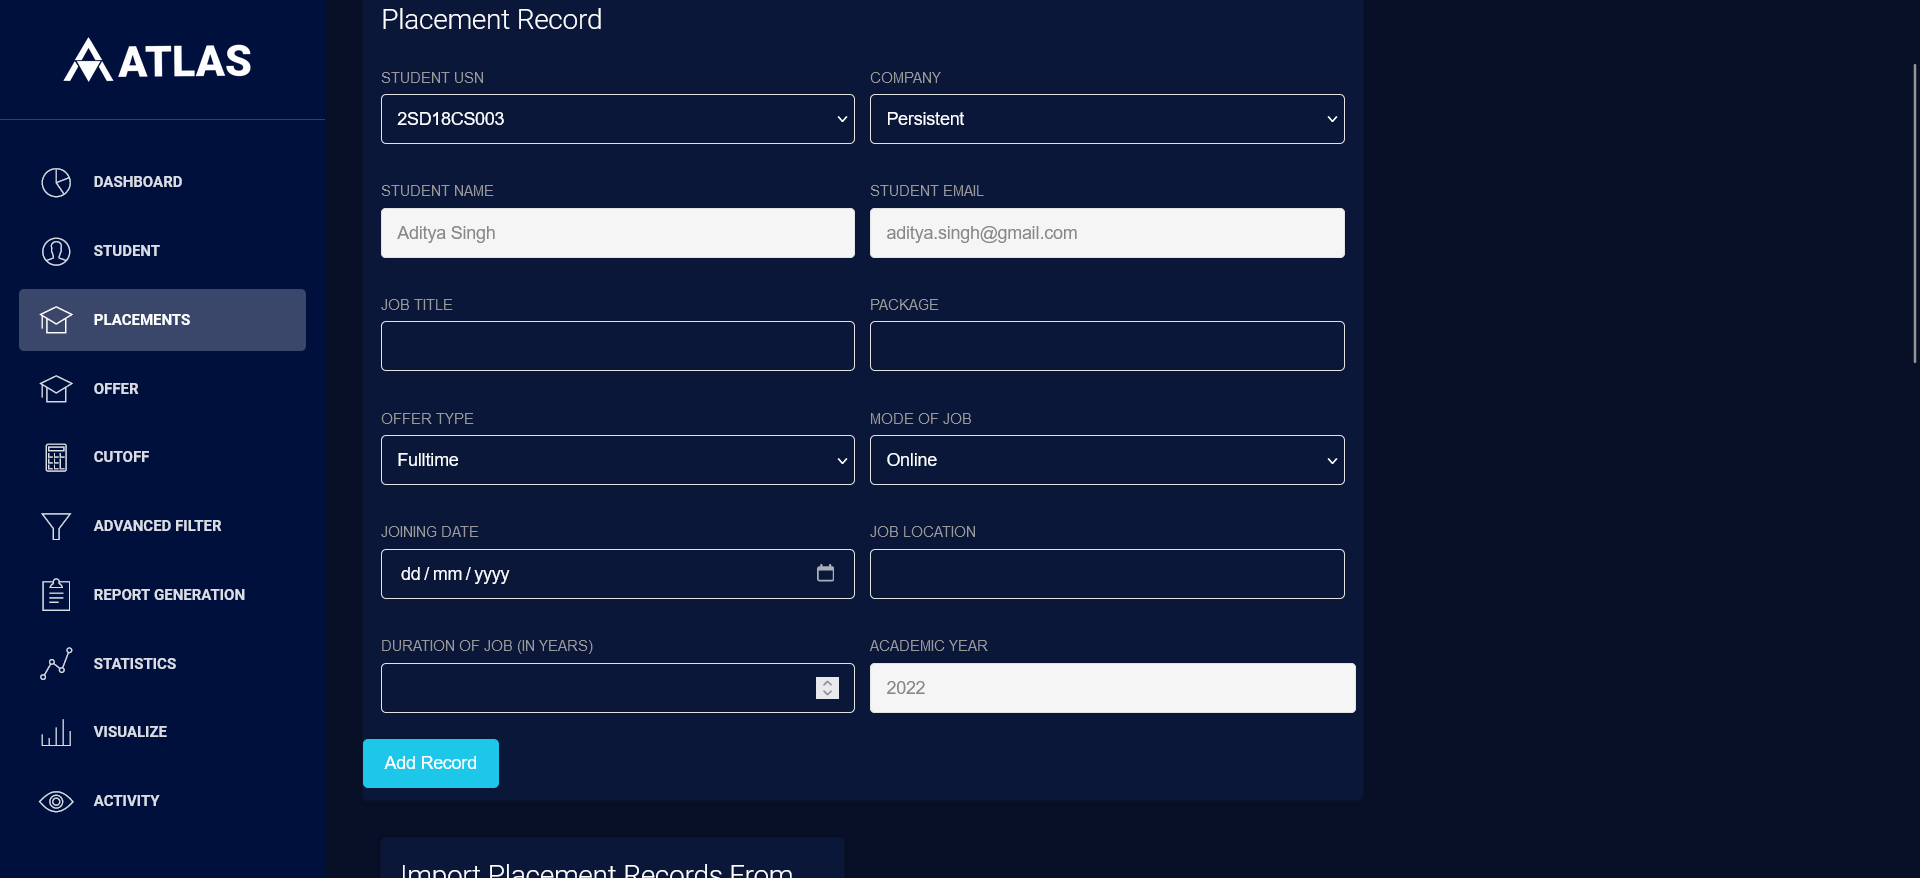 ATLAS
DASHBOARD
STUDENT
PLACEMENTS
OFFER
CUTOFF
ADVANCED FILTER
REPORT GENERATION
STATISTICS
VISUALIZE
ACTIVITY
Placement Record
STUDENT USN
2SD18CS003
COMPANY
Persistent
STUDENT NAME
Aditya Singh
STUDENT EMAIL
aditya.singh@gmail.com
JOB TITLE
PACKAGE
OFFER TYPE
Fulltime
MODE OF JOB
Online
JOINING DATE
dd / mm / yyyy
JOB LOCATION
DURATION OF JOB (IN YEARS)
ACADEMIC YEAR
2022
Add Record
Import Placement Records From